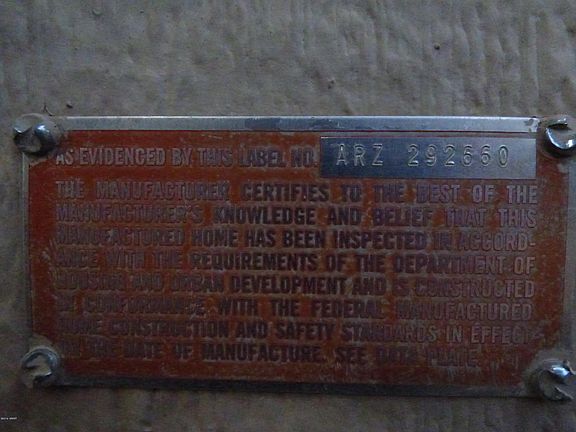 AS EVIDENCED BY THIS LABEL NO. ARZ 292660
THE MANUFACTURER CERTIFIES TO THE BEST OF THE
MANUFACTURER'S KNOWLEDGE AND BELIEF THAT THIS
MANUFACTURED HOME HAS BEEN INSPECTED IN ACCORD-
ANCE WITH THE REQUIREMENTS OF THE DEPARTMENT OF
HOUSING AND URBAN DEVELOPMENT AND IS CONSTRUCTED
IN CONFORMANCE WITH THE FEDERAL MANUFACTURED
HOME CONSTRUCTION AND SAFETY STANDARDS IN EFFECT
ON THE DATE OF MANUFACTURE. SEE DATA PLATE.